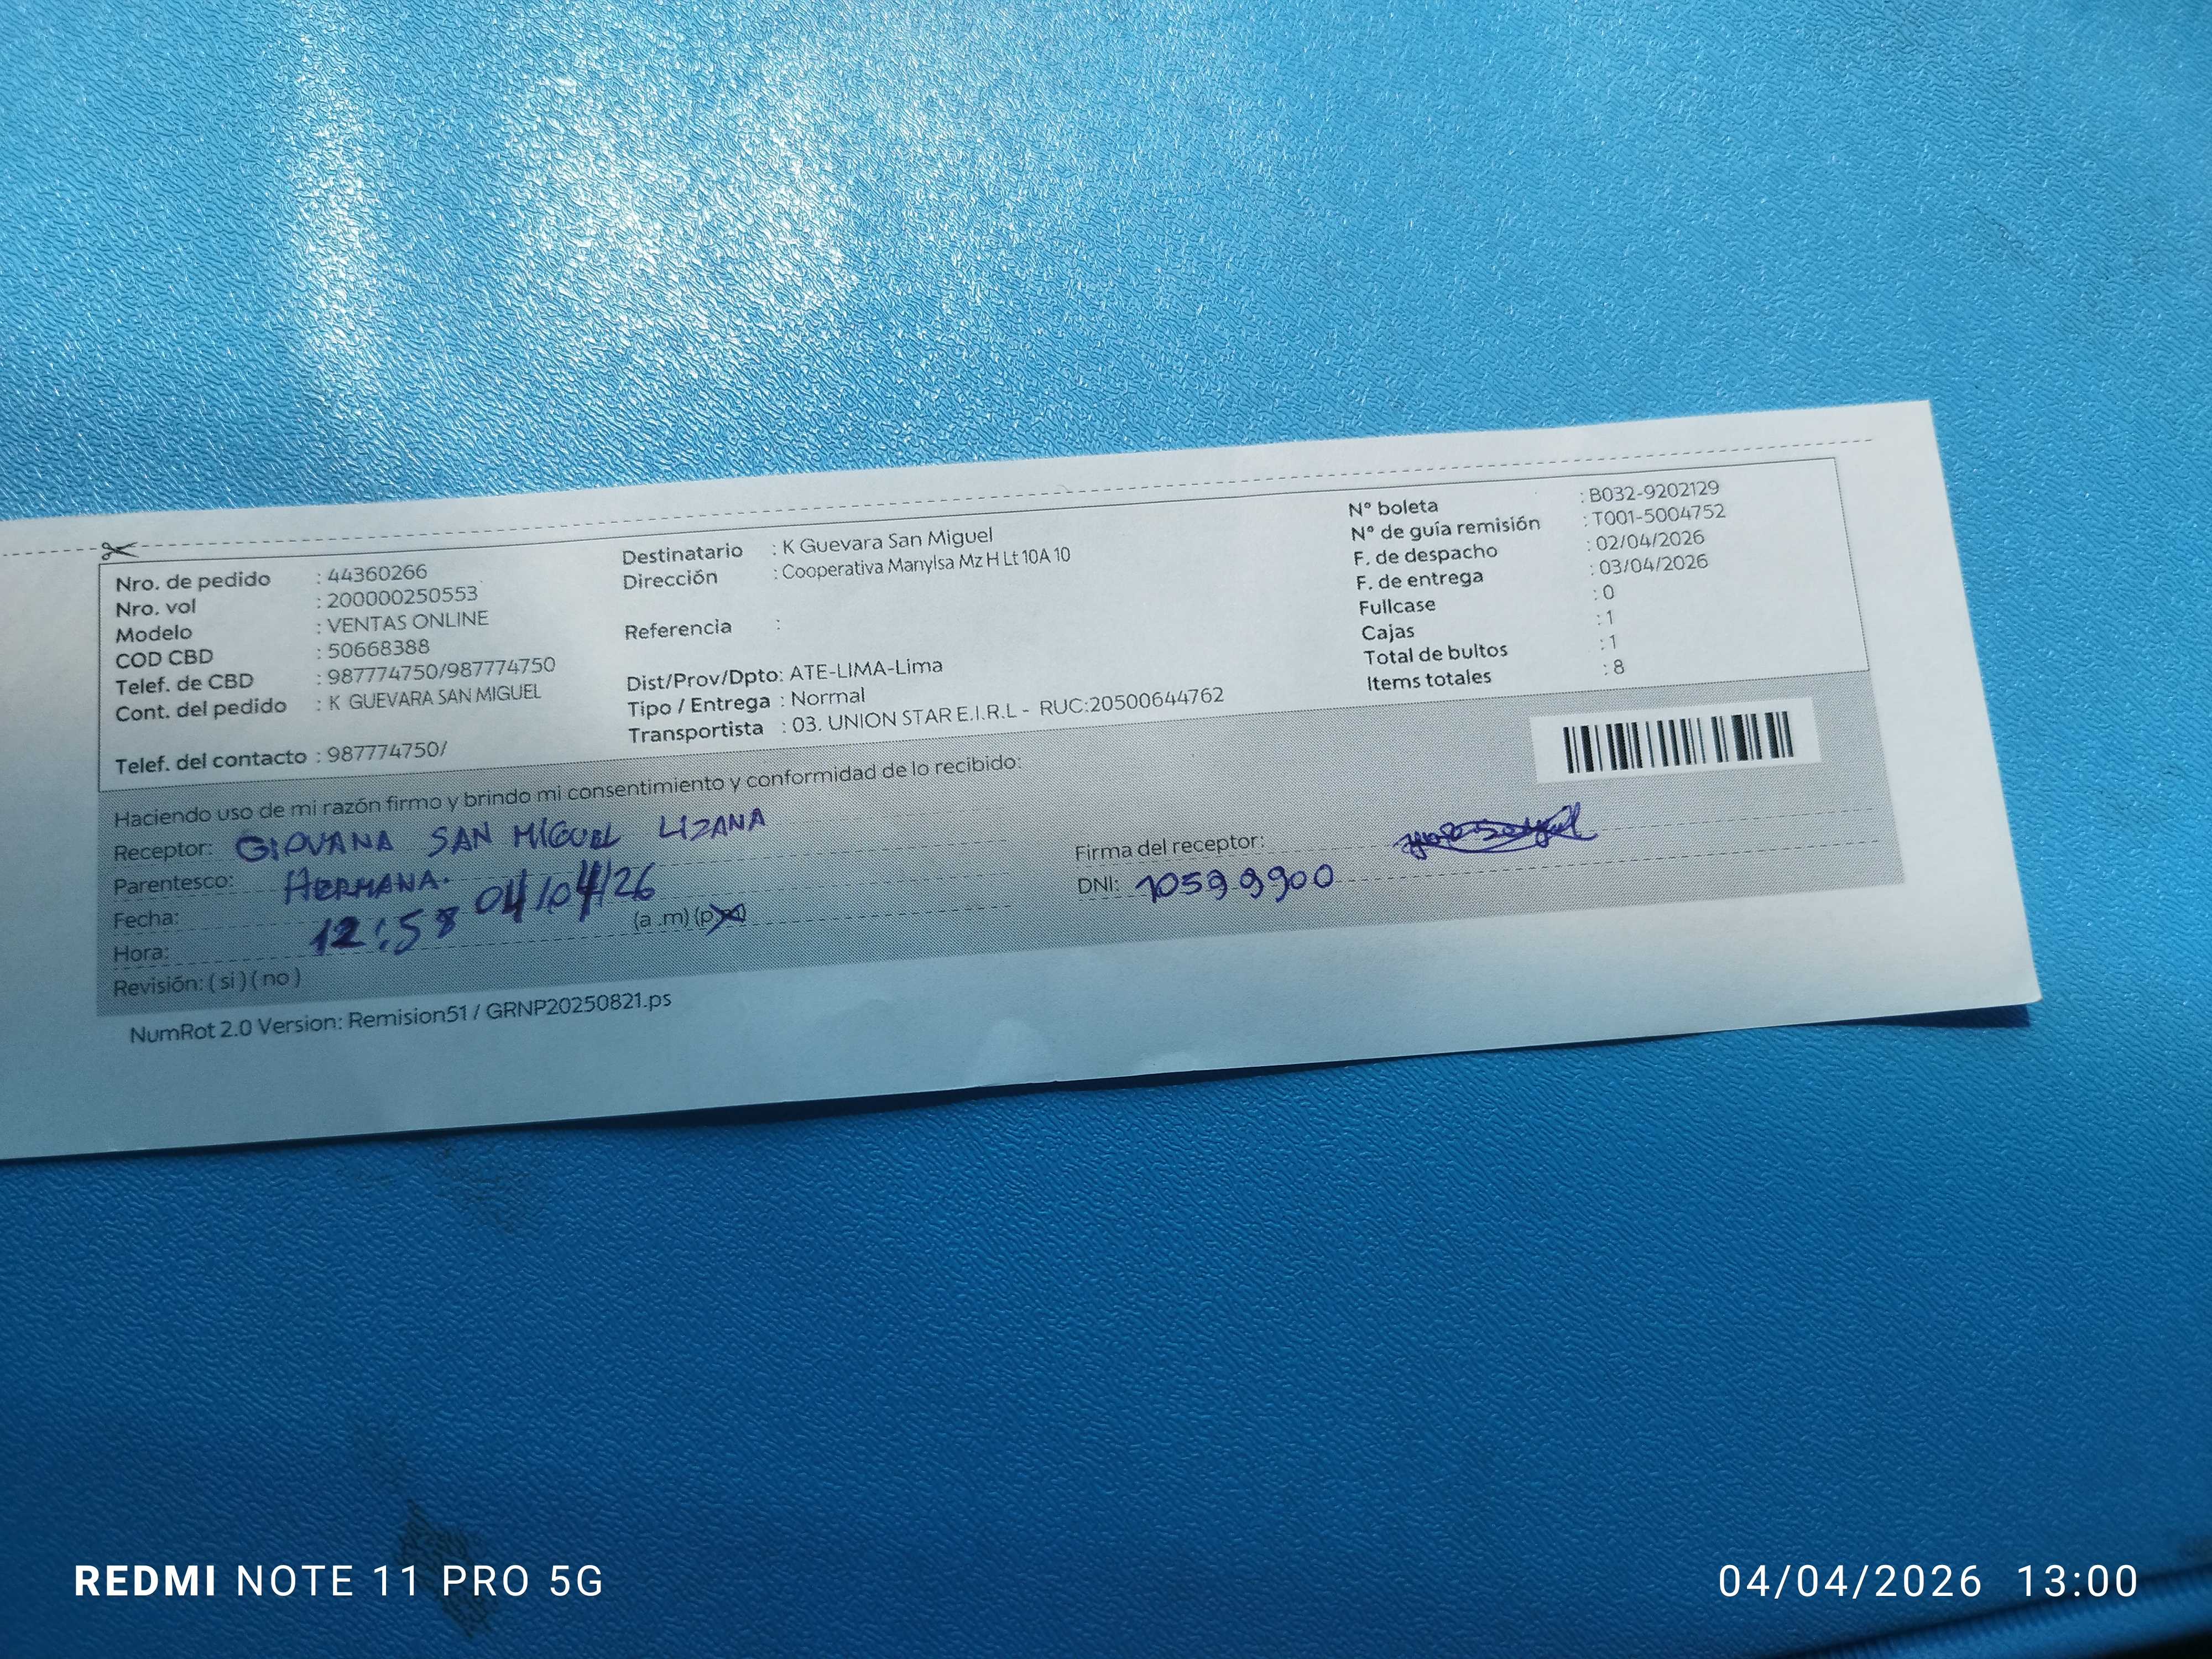 Nro. de pedido : 44360266
Nro. vol : 200000250553
Modelo : VENTAS ONLINE
COD CBD : 50668388
Telef. de CBD : 987774750/987774750
Cont. del pedido : K GUEVARA SAN MIGUEL
Telef. del contacto : 987774750/
Destinatario : K Guevara San Miguel
Dirección : Cooperativa Manylsa Mz H Lt 10A 10
Referencia :
Dist/Prov/Dpto: ATE-LIMA-Lima
Tipo / Entrega : Normal
Transportista : 03. UNION STAR E.I.R.L - RUC:20500644762
N° boleta : B032-9202129
N° de guía remisión : T001-5004752
F. de despacho : 02/04/2026
F. de entrega : 03/04/2026
Fullcase : 0
Cajas : 1
Total de bultos : 1
Items totales : 8
Haciendo uso de mi razón firmo y brindo mi consentimiento y conformidad de lo recibido:
Receptor: GIOVANA SAN MIGUEL LIZANA
Parentesco: HERMANA.
Fecha: 04/04/26
Hora: 12:58 (a .m) (p
Revisión: ( si ) ( no )
Firma del receptor:
DNI: 10599900
NumRot 2.0 Version: Remision51 / GRNP20250821.ps
REDMI NOTE 11 PRO 5G
04/04/2026 13:00